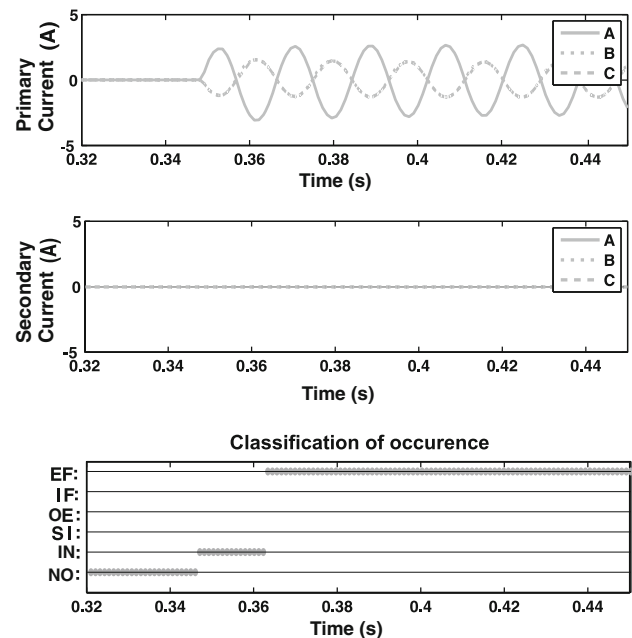 Primary
Current (A)
5
0
-5
A
B
C
0.32 0.34 0.36 0.38 0.4 0.42 0.44
Time (s)
Secondary
Current (A)
5
0
-5
A
B
C
0.32 0.34 0.36 0.38 0.4 0.42 0.44
Time (s)
Classification of occurence
EF:
IF:
OE:
SI:
IN:
NO:
0.32 0.34 0.36 0.38 0.4 0.42 0.44
Time (s)